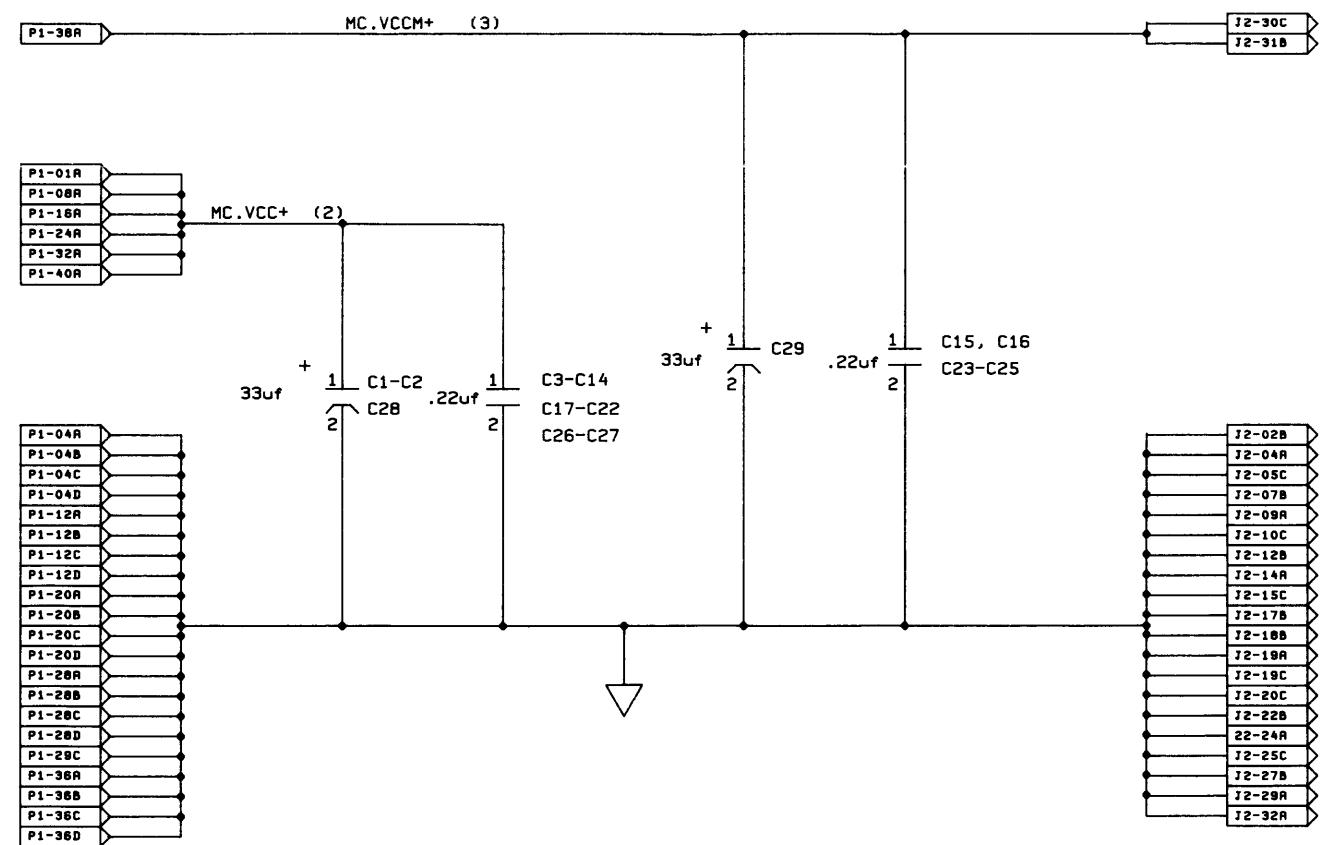 P1-38A
MC.VCCM+ (3)
J2-30C
J2-31B
P1-01A
P1-08A
P1-16A
P1-24A
P1-32A
P1-40A
MC.VCC+ (2)
+
1
33uf
2
C1-C2
C28
1
.22uf
2
C3-C14
C17-C22
C26-C27
+
1
33uf
2
C29
1
.22uf
2
C15, C16
C23-C25
P1-04A
P1-04B
P1-04C
P1-04D
P1-12A
P1-12B
P1-12C
P1-12D
P1-20A
P1-20B
P1-20C
P1-20D
P1-28A
P1-28B
P1-28C
P1-28D
P1-29C
P1-36A
P1-36B
P1-36C
P1-36D
J2-02B
J2-04A
J2-05C
J2-07B
J2-09A
J2-10C
J2-12B
J2-14A
J2-15C
J2-17B
J2-18B
J2-19A
J2-19C
J2-20C
J2-22B
22-24A
J2-25C
J2-27B
J2-29A
J2-32A